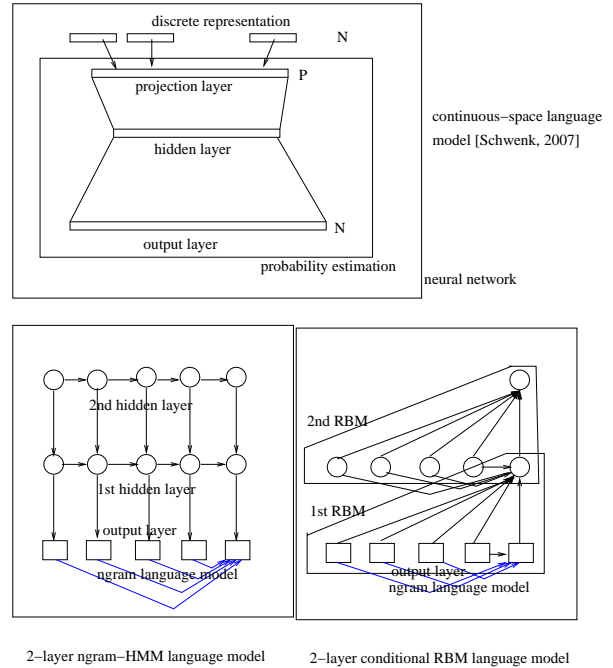 discrete representation
N
P
projection layer
continuous-space language
model [Schwenk, 2007]
hidden layer
N
output layer
probability estimation
neural network
2nd hidden layer
1st hidden layer
output layer
ngram language model
2nd RBM
1st RBM
output layer
ngram language model
2-layer ngram-HMM language model
2-layer conditional RBM language model